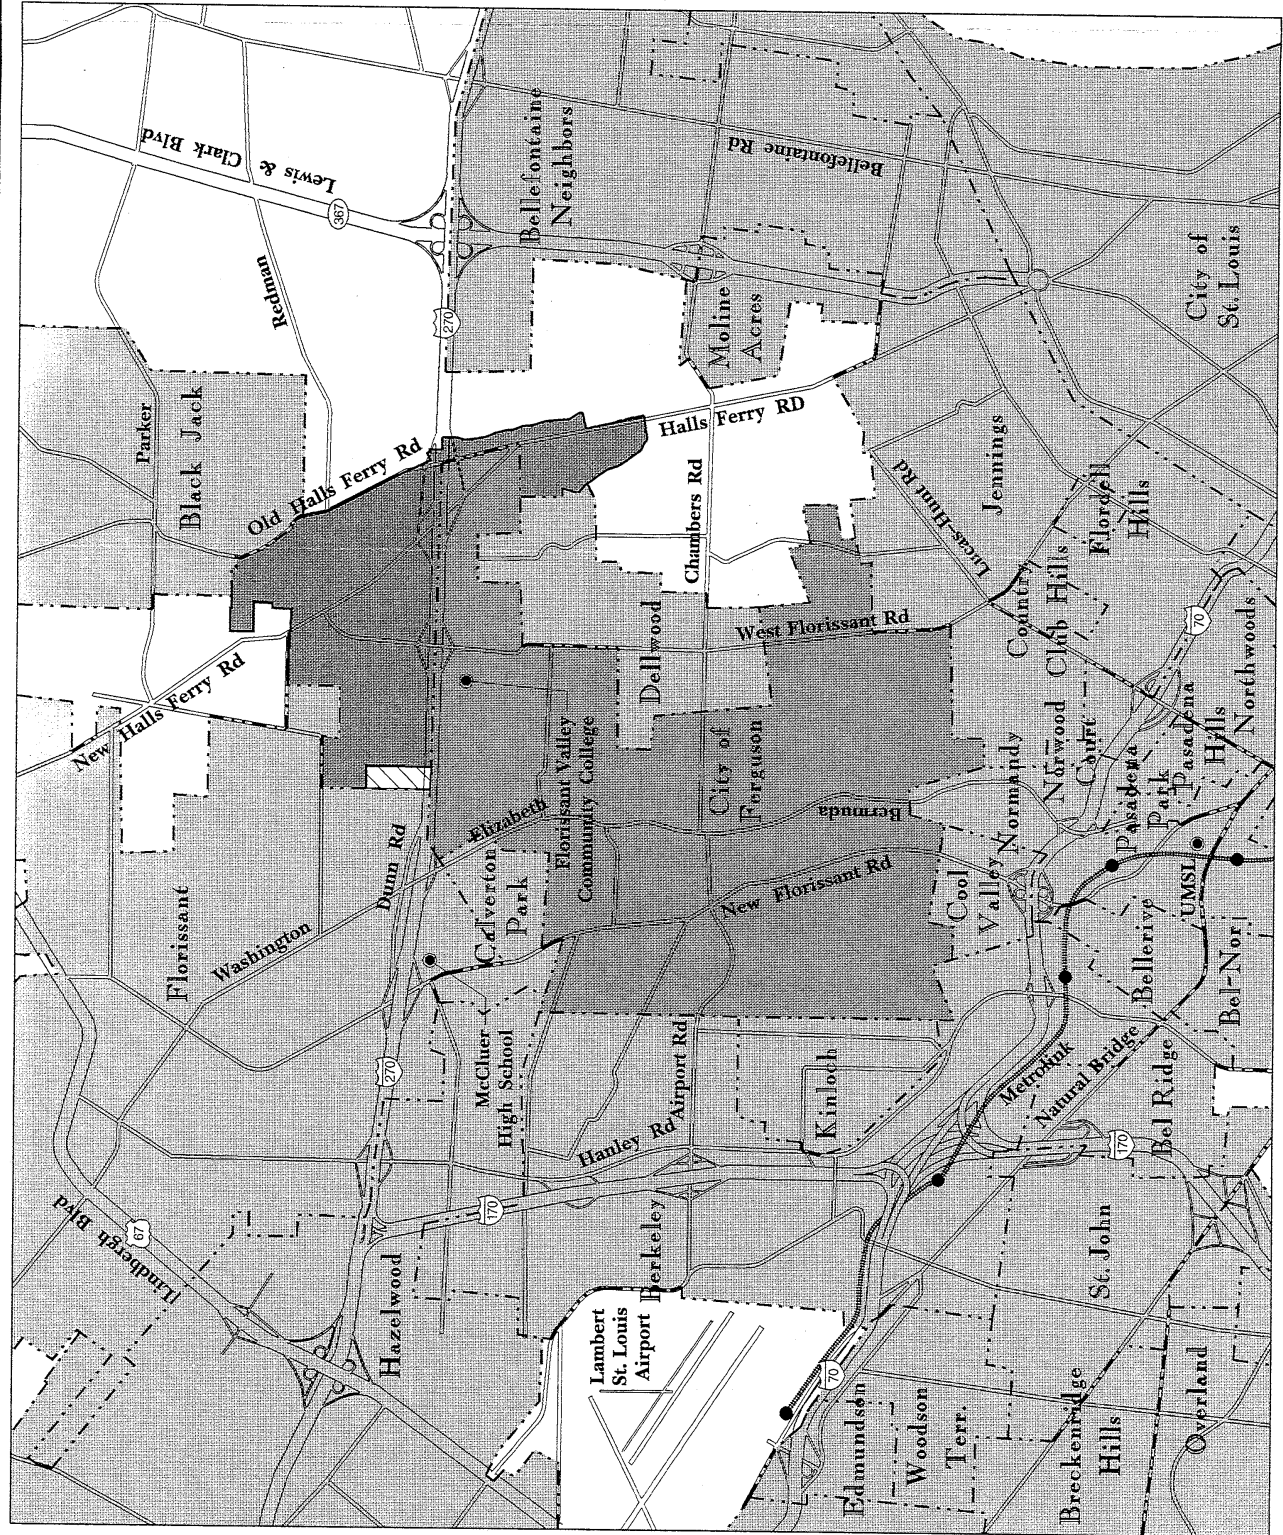 Lindbergh Blvd
67
Hazelwood
170
270
Florissant
Washington
Dunn Rd
New Halls Ferry Rd
Parker
Black Jack
Old Halls Ferry Rd
Redman
Lewis &
Clark Blvd
367
270
Bellefontaine
Neighbors
Bellefontaine Rd
Moline
Acres
Halls Ferry RD
Chambers Rd
Dellwood
West Florissant Rd
Lucas-Hunt Rd
Jennings
Flordell
Hills
City of
St. Louis
Country
Club Hills
Norwood
Court
Northwoods
70
Pasadena
Hills
Pasadena
Park
Normandy
Bermuda
City of
Ferguson
Elizabeth
Florissant Valley
Community College
Calverton
Park
New Florissant Rd
Cool
Valley
UMSL
Bellerive
Bel-Nor
McCluer
High School
Airport Rd
Hanley Rd
Kinloch
Metrolink
Natural Bridge
Bel Ridge
170
Berkeley
Lambert
St. Louis
Airport
70
St. John
Edmundson
Woodson
Terr.
Breckenridge
Hills
Overland